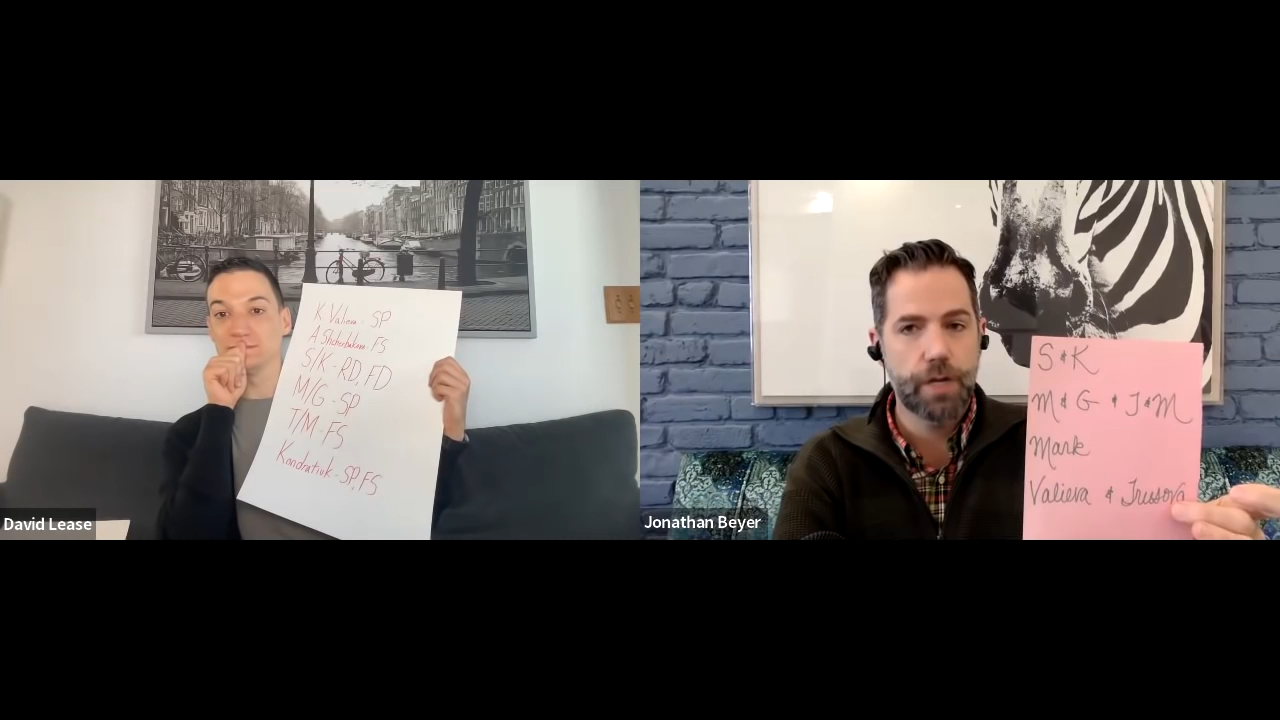 K Valieva - SP
A Shcherbakova - FS
S/K - RD, FD
M/G - SP
T/M - FS
Kondratiuk - SP, FS
David Lease
S & K
M & G & T & M
Mark
Valieva & Trusova
Jonathan Beyer